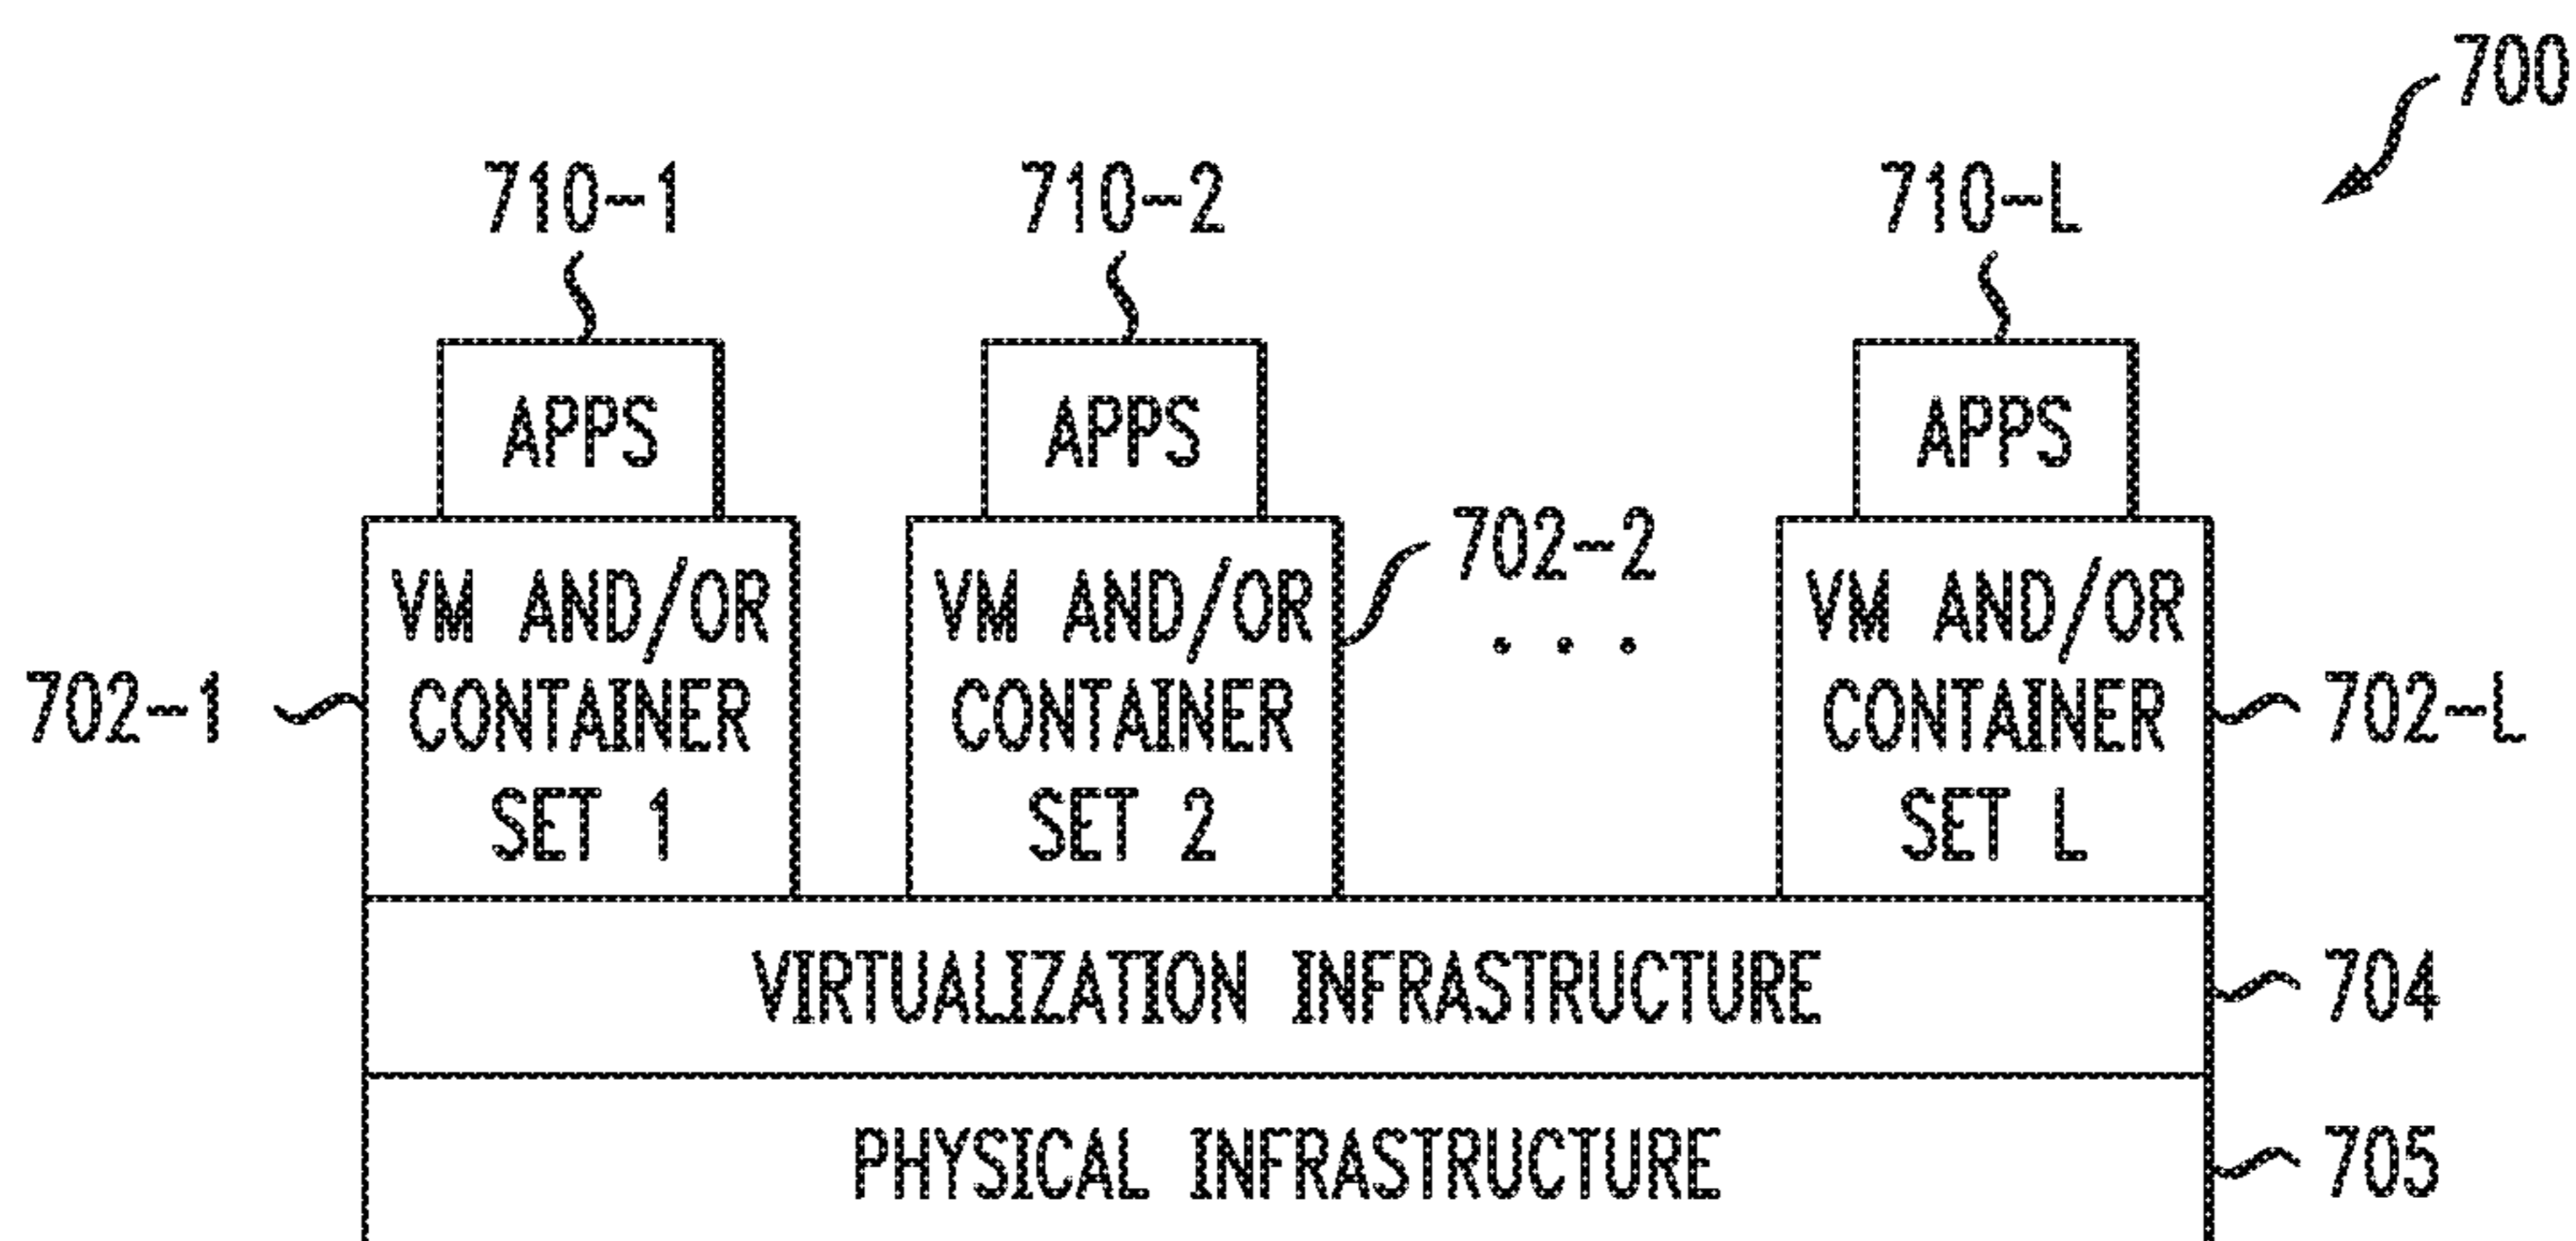 700
710-1
710-2
710-L
APPS
APPS
APPS
702-2
VM AND/OR
CONTAINER
SET 1
VM AND/OR
CONTAINER
SET 2
. . .
VM AND/OR
CONTAINER
SET L
702-1
702-L
VIRTUALIZATION INFRASTRUCTURE
704
PHYSICAL INFRASTRUCTURE
705